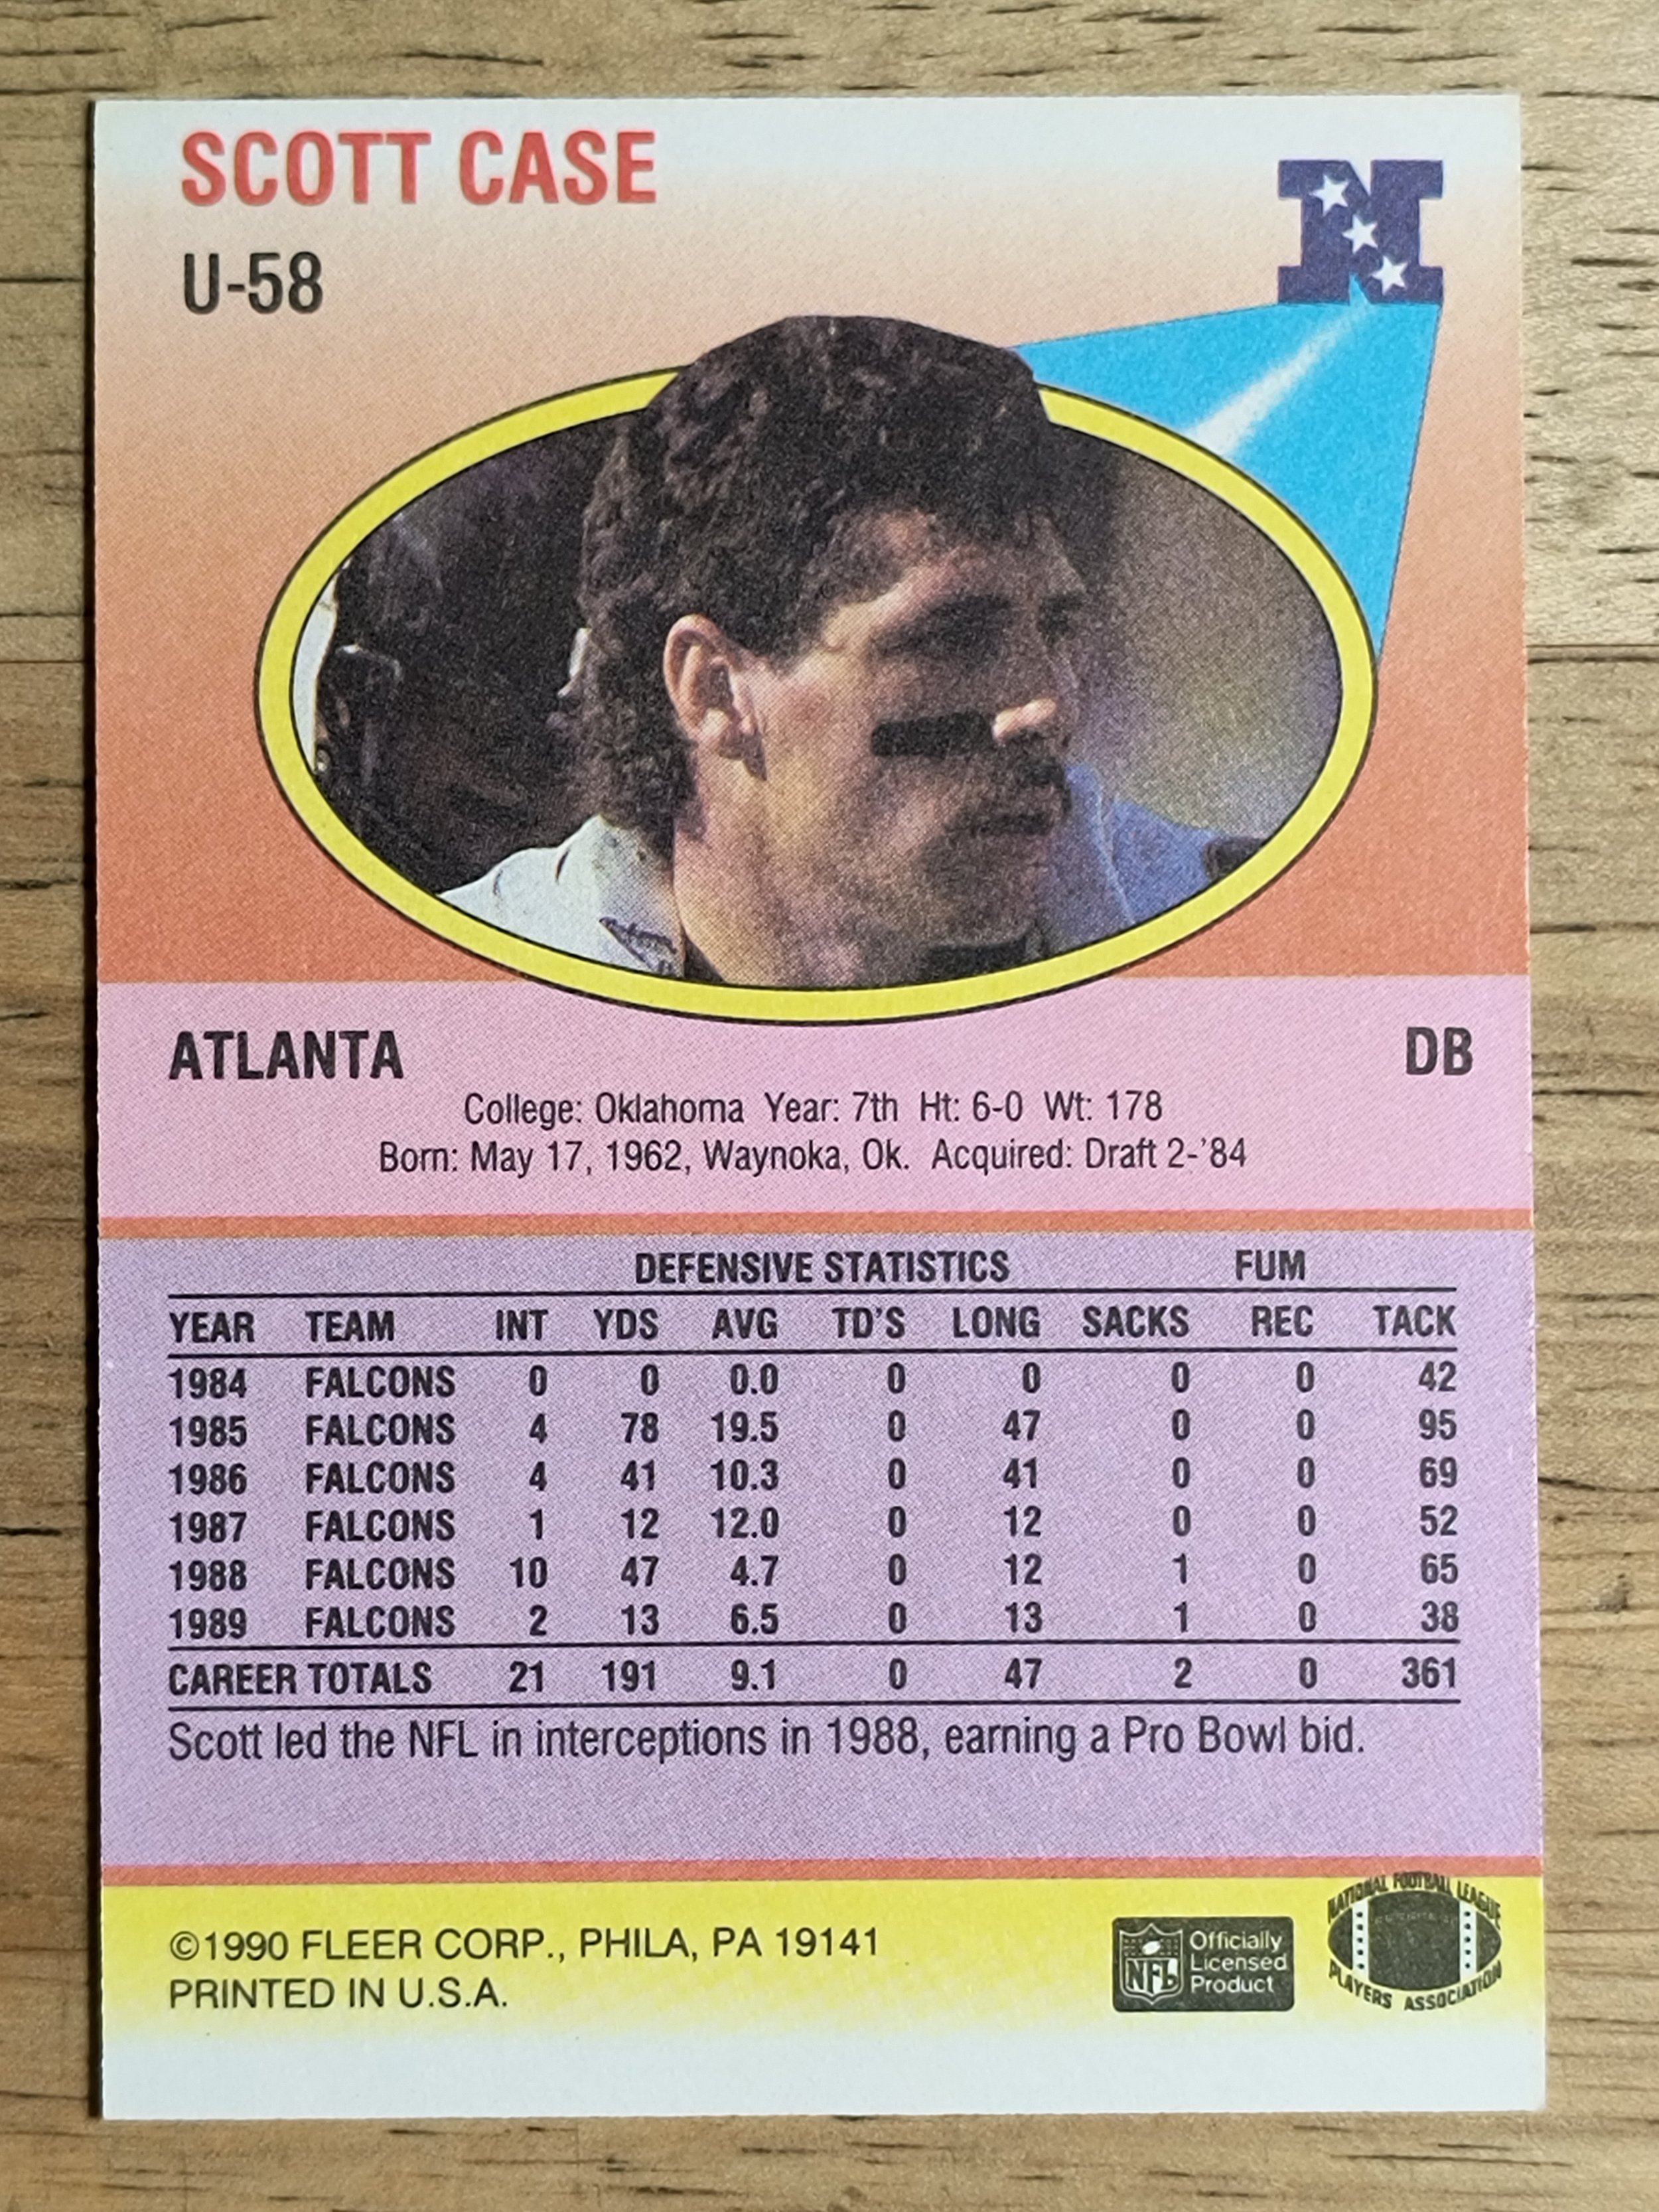 SCOTT CASE
U-58
N
ATLANTA DB
College: Oklahoma Year: 7th Ht: 6-0 Wt: 178
Born: May 17, 1962, Waynoka, Ok. Acquired: Draft 2-'84
DEFENSIVE STATISTICS FUM
YEAR TEAM INT YDS AVG TD'S LONG SACKS REC TACK
1984 FALCONS 0 0 0.0 0 0 0 0 42
1985 FALCONS 4 78 19.5 0 47 0 0 95
1986 FALCONS 4 41 10.3 0 41 0 0 69
1987 FALCONS 1 12 12.0 0 12 0 0 52
1988 FALCONS 10 47 4.7 0 12 1 0 65
1989 FALCONS 2 13 6.5 0 13 1 0 38
CAREER TOTALS 21 191 9.1 0 47 2 0 361
Scott led the NFL in interceptions in 1988, earning a Pro Bowl bid.
©1990 FLEER CORP., PHILA, PA 19141
PRINTED IN U.S.A.
NFL
Officially
Licensed
Product
NATIONAL FOOTBALL LEAGUE
PLAYERS ASSOCIATION